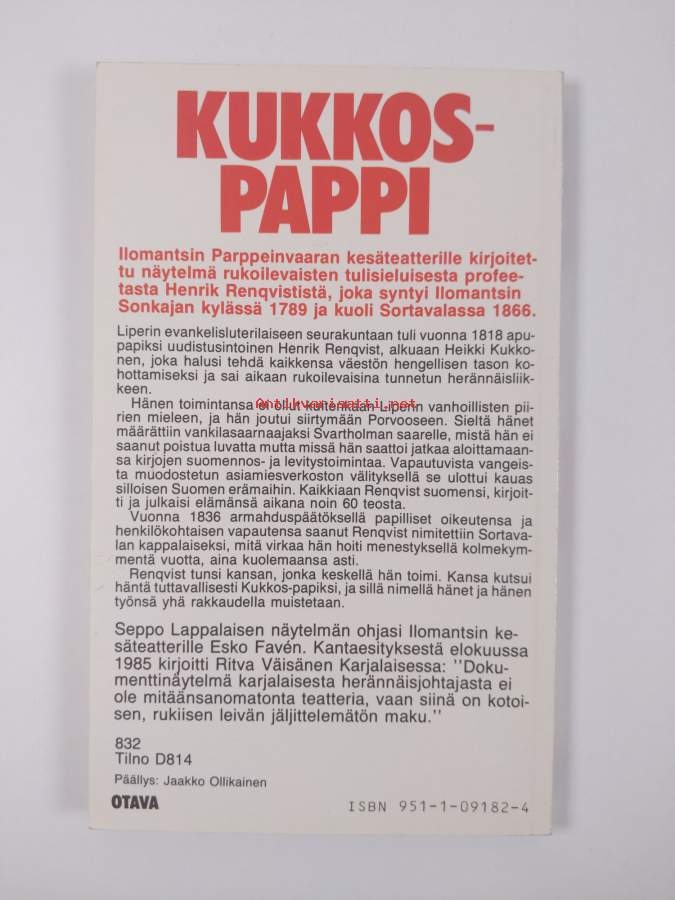 KUKKOS-
PAPPI
Ilomantsin Parppeinvaaran kesäteatterille kirjoitet-
tu näytelmä rukoilevaisten tulisieluisesta profee-
tasta Henrik Renqvististä, joka syntyi Ilomantsin
Sonkajan kylässä 1789 ja kuoli Sortavalassa 1866.
Liperin evankelisluterilaiseen seurakuntaan tuli vuonna 1818 apu-
papiksi uudistusintoinen Henrik Renqvist, alkuaan Heikki Kukko-
nen, joka halusi tehdä kaikkensa väestön hengellisen tason ko-
hottamiseksi ja sai aikaan rukoilevaisina tunnetun herännäisliik-
keen.
Antikvariaatti.net
Hänen toimintansa ei ollut kuitenkaan Liperin vanhoillisten pii-
rien mieleen, ja hän joutui siirtymään Porvooseen. Sieltä hänet
määrättiin vankilasaarnaajaksi Svartholman saarelle, mistä hän ei
saanut poistua luvatta mutta missä hän saattoi jatkaa aloittamaan-
sa kirjojen suomennos- ja levitystoimintaa. Vapautuvista vangeis-
ta muodostetun asiamiesverkoston välityksellä se ulottui kauas
silloisen Suomen erämaihin. Kaikkiaan Renqvist suomensi, kirjoit-
ti ja julkaisi elämänsä aikana noin 60 teosta.
Vuonna 1836 armahduspäätöksellä papilliset oikeutensa ja
henkilökohtaisen vapautensa saanut Renqvist nimitettiin Sortava-
lan kappalaiseksi, mitä virkaa hän hoiti menestyksellä kolmekym-
mentä vuotta, aina kuolemaansa asti.
Renqvist tunsi kansan, jonka keskellä hän toimi. Kansa kutsui
häntä tuttavallisesti Kukkos-papiksi, ja sillä nimellä hänet ja hänen
työnsä yhä rakkaudella muistetaan.
Seppo Lappalaisen näytelmän ohjasi Ilomantsin ke-
säteatterille Esko Favén. Kantaesityksestä elokuussa
1985 kirjoitti Ritva Väisänen Karjalaisessa: ''Doku-
menttinäytelmä karjalaisesta herännäisjohtajasta ei
ole mitäänsanomatonta teatteria, vaan siinä on kotoi-
sen, rukiisen leivän jäljittelemätön maku.''
832
Tilno D814
Päällys: Jaakko Ollikainen
OTAVA
ISBN 951-1-09182-4